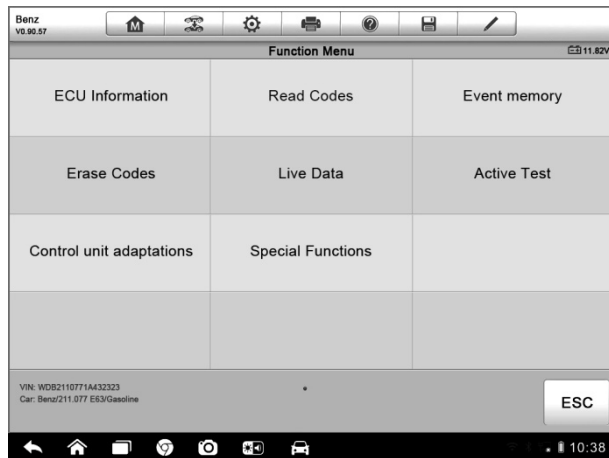 Benz
V0.90.57
M
Function Menu
11.82V
ECU Information
Read Codes
Event memory
Erase Codes
Live Data
Active Test
Control unit adaptations
Special Functions
VIN: WDB2110771A432323
Car: Benz/211.077 E63/Gasoline
ESC
10:38